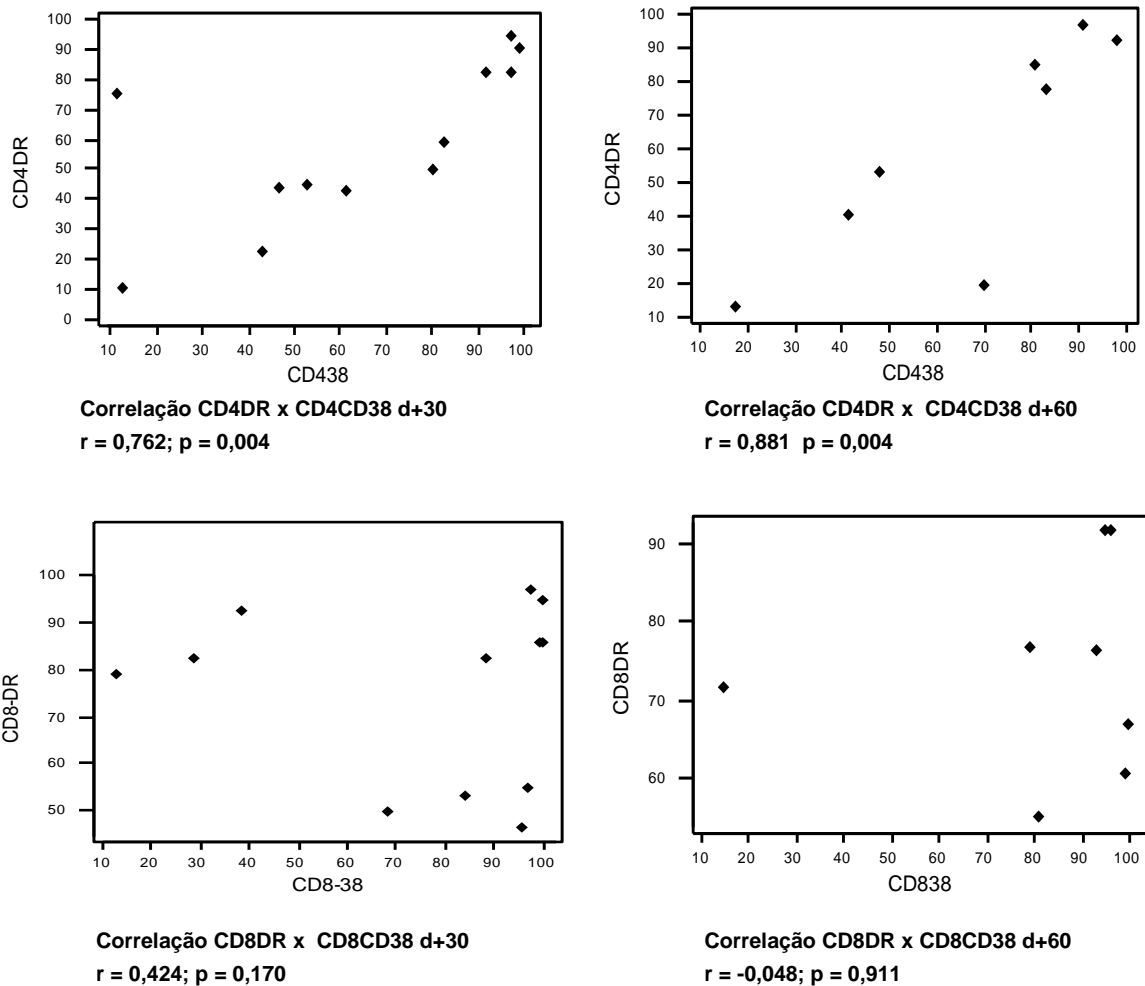 100
90
80
70
60
50
40
30
20
10
0
CD4DR
10 20 30 40 50 60 70 80 90 100
CD438
Correlação CD4DR x CD4CD38 d+30
r = 0,762; p = 0,004
100
90
80
70
60
50
40
30
20
10
CD4DR
10 20 30 40 50 60 70 80 90 100
CD438
Correlação CD4DR x CD4CD38 d+60
r = 0,881 p = 0,004
100
90
80
70
60
50
CD8-DR
10 20 30 40 50 60 70 80 90 100
CD8-38
Correlação CD8DR x CD8CD38 d+30
r = 0,424; p = 0,170
90
80
70
60
CD8DR
10 20 30 40 50 60 70 80 90 100
CD838
Correlação CD8DR x CD8CD38 d+60
r = -0,048; p = 0,911